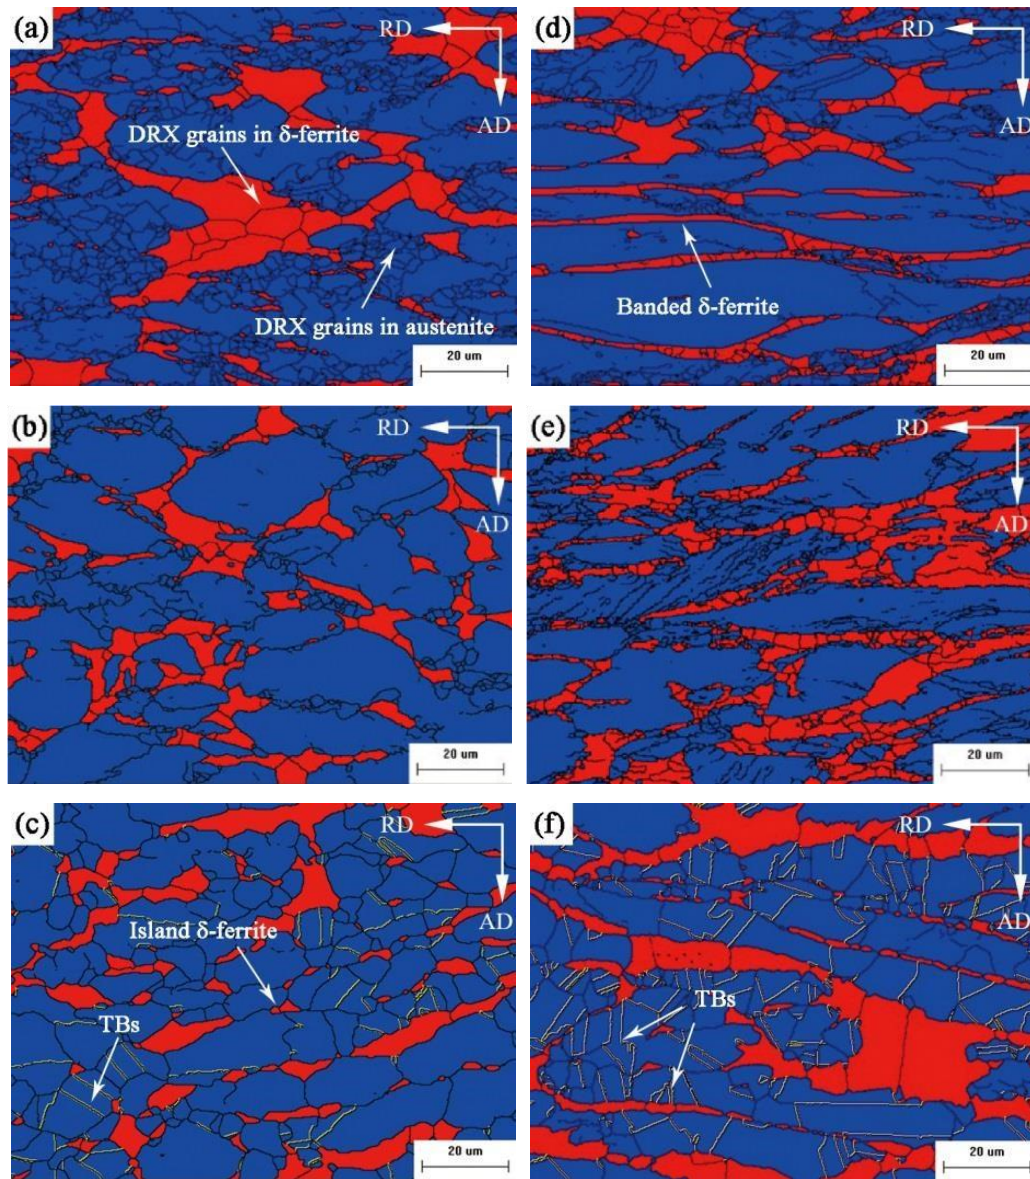 (a)
RD
AD
DRX grains in δ-ferrite
DRX grains in austenite
20 um
(d)
RD
AD
Banded δ-ferrite
20 um
(b)
RD
AD
20 um
(e)
RD
AD
20 um
(c)
RD
AD
Island δ-ferrite
TBs
20 um
(f)
RD
AD
TBs
20 um